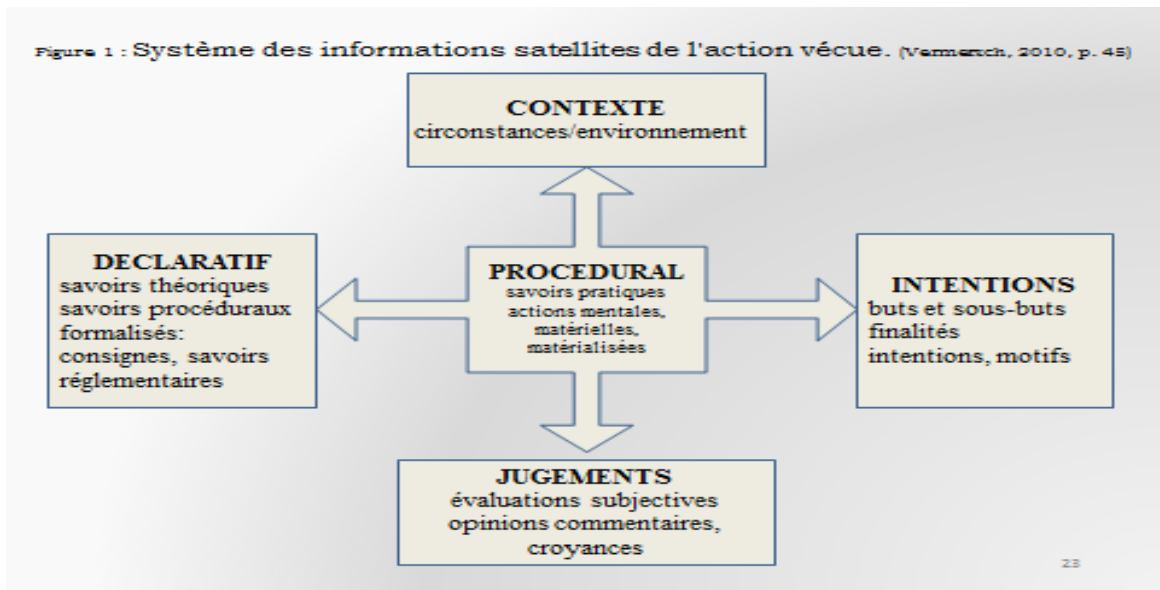 Figure 1 : Système des informations satellites de l'action vécue. (Vermersch, 2010, p. 45)
CONTEXTE
circonstances/environnement
DECLARATIF
savoirs théoriques
savoirs procéduraux
formalisés:
consignes, savoirs
réglementaires
PROCEDURAL
savoirs pratiques
actions mentales,
matérielles,
matérialisées
INTENTIONS
buts et sous-buts
finalités
intentions, motifs
JUGEMENTS
évaluations subjectives
opinions commentaires,
croyances
23